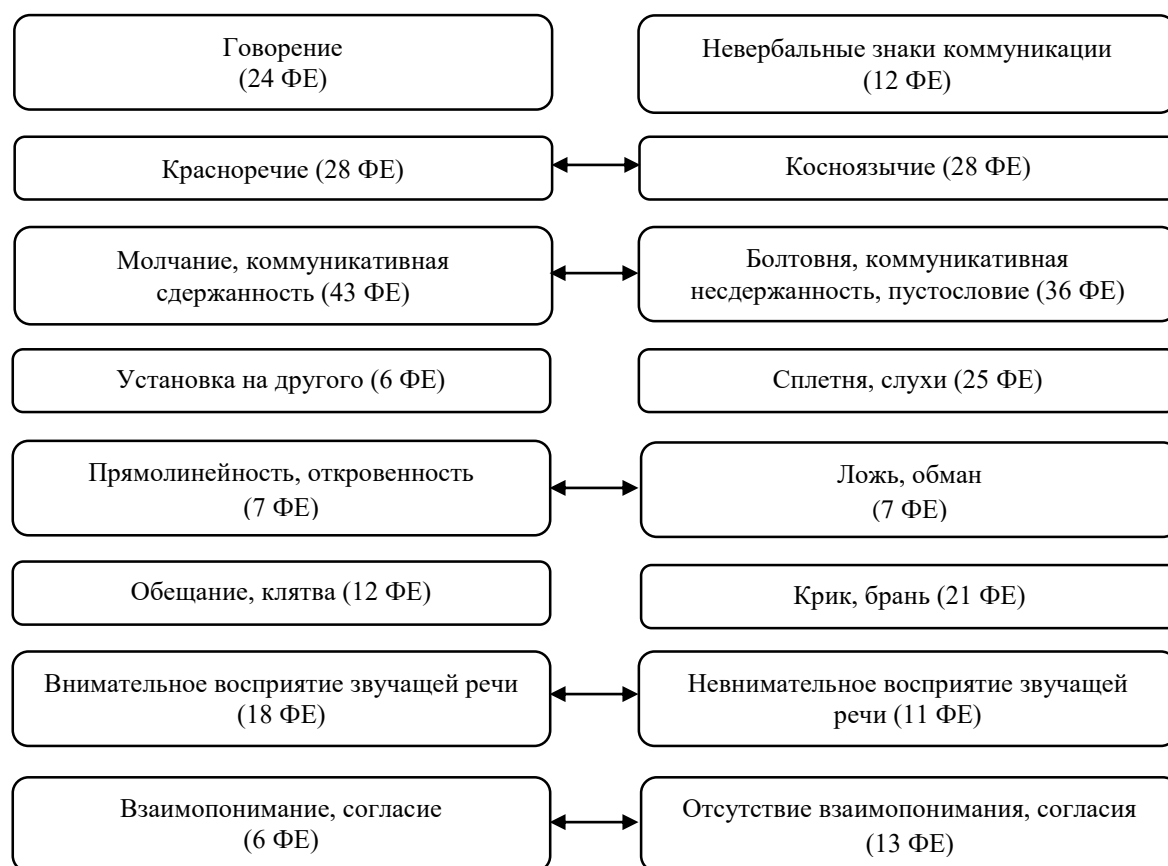 Говорение
(24 ФЕ)
Невербальные знаки коммуникации
(12 ФЕ)
Красноречие (28 ФЕ)
Косноязычие (28 ФЕ)
Молчание, коммуникативная
сдержанность (43 ФЕ)
Болтовня, коммуникативная
несдержанность, пустословие (36 ФЕ)
Установка на другого (6 ФЕ)
Сплетня, слухи (25 ФЕ)
Прямолинейность, откровенность
(7 ФЕ)
Ложь, обман
(7 ФЕ)
Обещание, клятва (12 ФЕ)
Крик, брань (21 ФЕ)
Внимательное восприятие звучащей речи
(18 ФЕ)
Невнимательное восприятие звучащей
речи (11 ФЕ)
Взаимопонимание, согласие
(6 ФЕ)
Отсутствие взаимопонимания, согласия
(13 ФЕ)